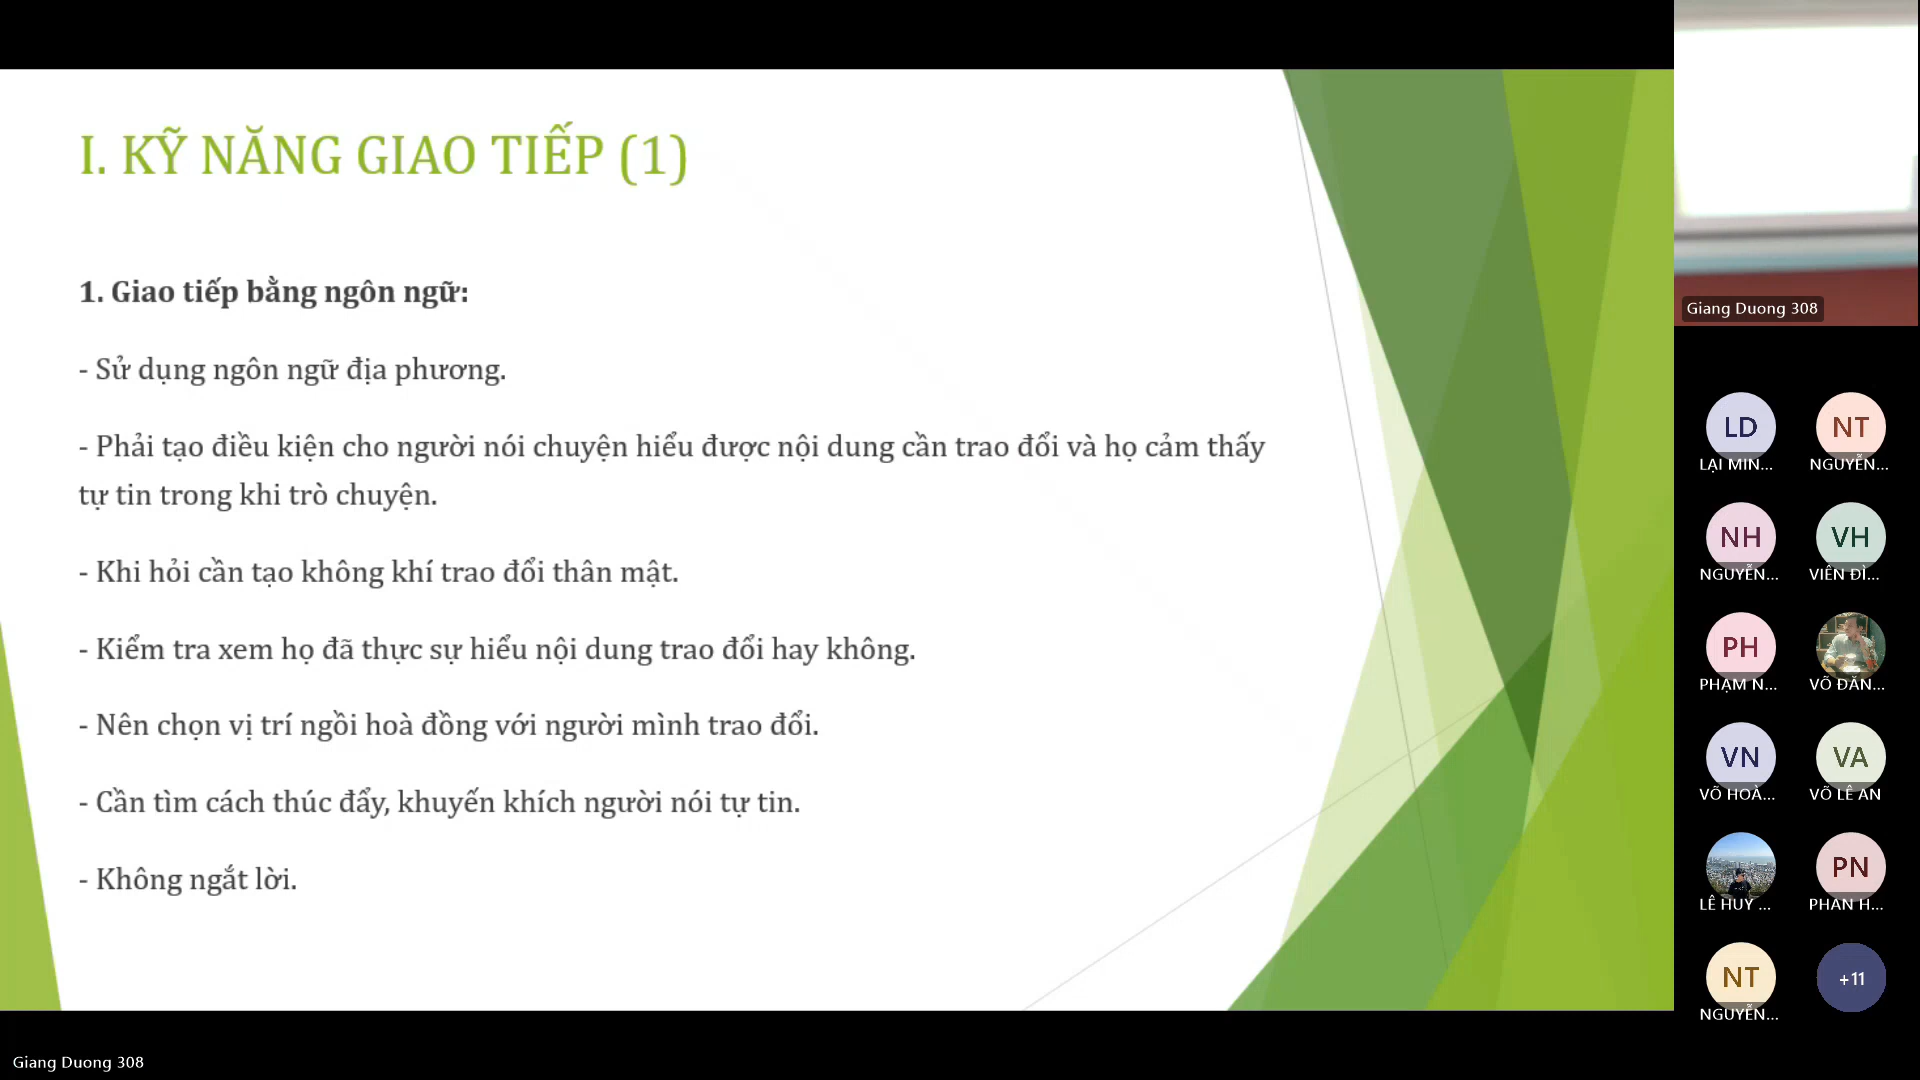 I. KỸ NĂNG GIAO TIẾP (1)
1. Giao tiếp bằng ngôn ngữ:
- Sử dụng ngôn ngữ địa phương.
- Phải tạo điều kiện cho người nói chuyện hiểu được nội dung cần trao đổi và họ cảm thấy
tự tin trong khi trò chuyện.
- Khi hỏi cần tạo không khí trao đổi thân mật.
- Kiểm tra xem họ đã thực sự hiểu nội dung trao đổi hay không.
- Nên chọn vị trí ngồi hoà đồng với người mình trao đổi.
- Cần tìm cách thúc đẩy, khuyến khích người nói tự tin.
- Không ngắt lời.
Giang Duong 308
Giang Duong 308
LD
LẠI MIN...
NT
NGUYỄN...
NH
NGUYỄN...
VH
VIÊN ĐÌ...
PH
PHẠM N...
VÕ ĐĂN...
VN
VÕ HOÀ...
VA
VÕ LÊ AN
LÊ HUY ...
PN
PHAN H...
NT
NGUYỄN...
+11